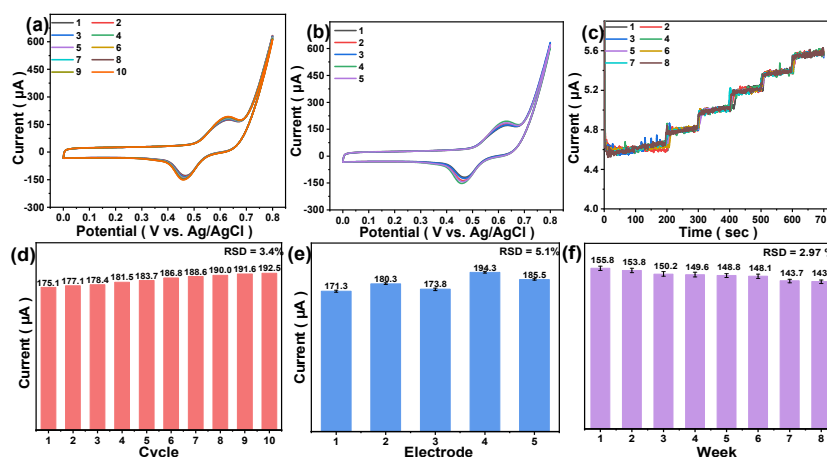 (a)
1 2
3 4
5 6
7 8
9 10
Current ( μA )
600
450
300
150
0
-150
-300
0.0 0.1 0.2 0.3 0.4 0.5 0.6 0.7 0.8
Potential ( V vs. Ag/AgCl )
(b)
1
2
3
4
5
Current ( μA )
600
450
300
150
0
-150
-300
0.0 0.1 0.2 0.3 0.4 0.5 0.6 0.7 0.8
Potential ( V vs. Ag/AgCl )
(c)
1 2
3 4
5 6
7 8
Current ( μA )
5.6
5.2
4.8
4.4
4.0
0 100 200 300 400 500 600 700
Time ( sec )
(d)
RSD = 3.4%
175.1 177.1 178.4 181.5 183.7 186.8 188.6 190.0 191.6 192.5
Current ( μA )
1 2 3 4 5 6 7 8 9 10
Cycle
(e)
RSD = 5.1%
171.3 180.3 173.8 194.3 185.5
Current ( μA )
1 2 3 4 5
Electrode
(f)
RSD = 2.97
155.8 153.8 150.2 149.6 148.8 148.1 143.7 143
Current ( μA )
1 2 3 4 5 6 7 8
Week